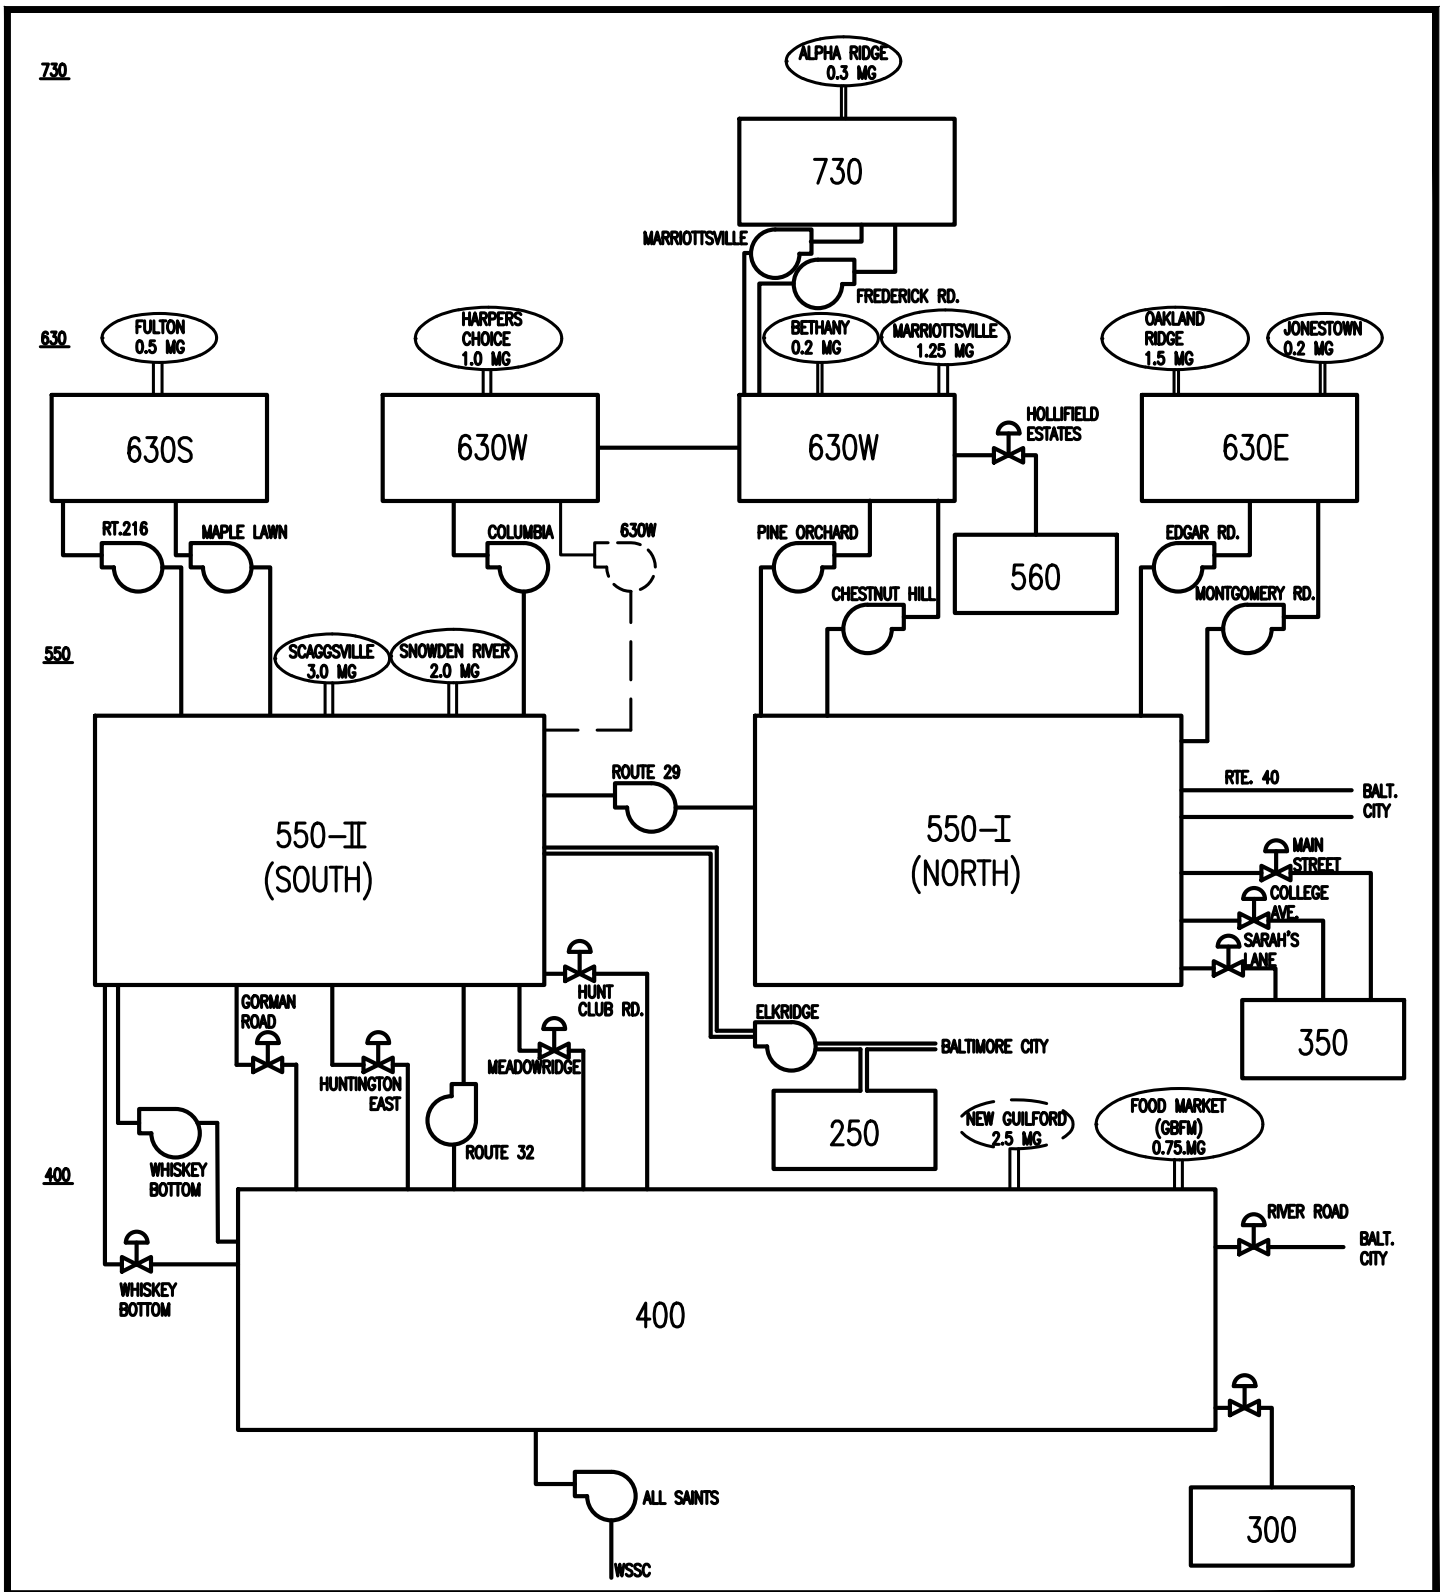 730
ALPHA RIDGE
0.3 MG
730
MARRIOTTSVILLE
FREDERICK RD.
630
FULTON
0.5 MG
HARPERS
CHOICE
1.0 MG
BETHANY
0.2 MG
MARRIOTTSVILLE
1.25 MG
OAKLAND
RIDGE
1.5 MG
JONESTOWN
0.2 MG
630S
630W
630W
HOLLIFIELD
ESTATES
630E
RT.216
MAPLE LAWN
COLUMBIA
630W
PINE ORCHARD
CHESTNUT HILL
560
EDGAR RD.
MONTGOMERY RD.
550
SCAGGSVILLE
3.0 MG
SNOWDEN RIVER
2.0 MG
ROUTE 29
550-II
(SOUTH)
550-I
(NORTH)
RTE. 40
BALT.
CITY
MAIN
STREET
COLLEGE
AVE.
SARAH'S
LANE
350
HUNT
CLUB RD.
GORMAN
ROAD
HUNTINGTON
EAST
MEADOWRIDGE
ROUTE 32
ELKRIDGE
BALTIMORE CITY
250
NEW GUILFORD
2.5 MG
FOOD MARKET
(GBFM)
0.75.MG
WHISKEY
BOTTOM
400
WHISKEY
BOTTOM
RIVER ROAD
BALT.
CITY
400
ALL SAINTS
WSSC
300